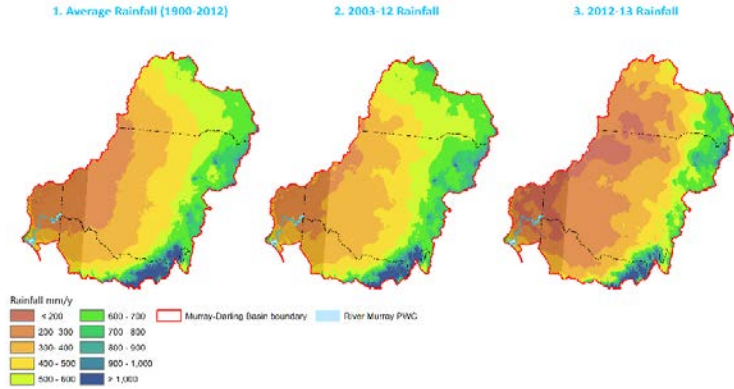 1. Average Rainfall (1900-2012)
2. 2003-12 Rainfall
3. 2012-13 Rainfall
Rainfall mm/y
< 200
200- 300
300- 400
400 - 500
500 - 600
600 - 700
700 - 800
800 - 900
900 - 1,000
> 1,000
Murray-Darling Basin boundary
River Murray PWC